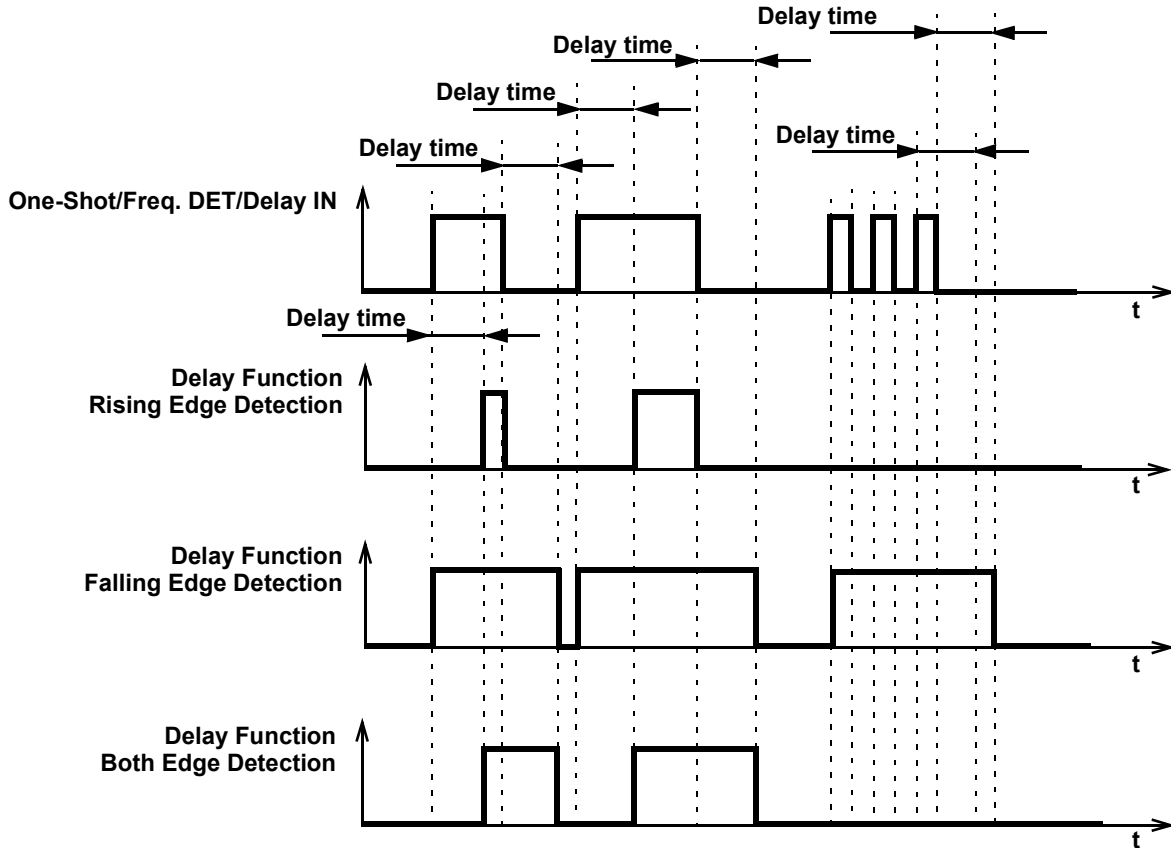 Delay time
Delay time
Delay time
Delay time
Delay time
One-Shot/Freq. DET/Delay IN
t
Delay time
Delay Function
Rising Edge Detection
t
Delay Function
Falling Edge Detection
t
Delay Function
Both Edge Detection
t